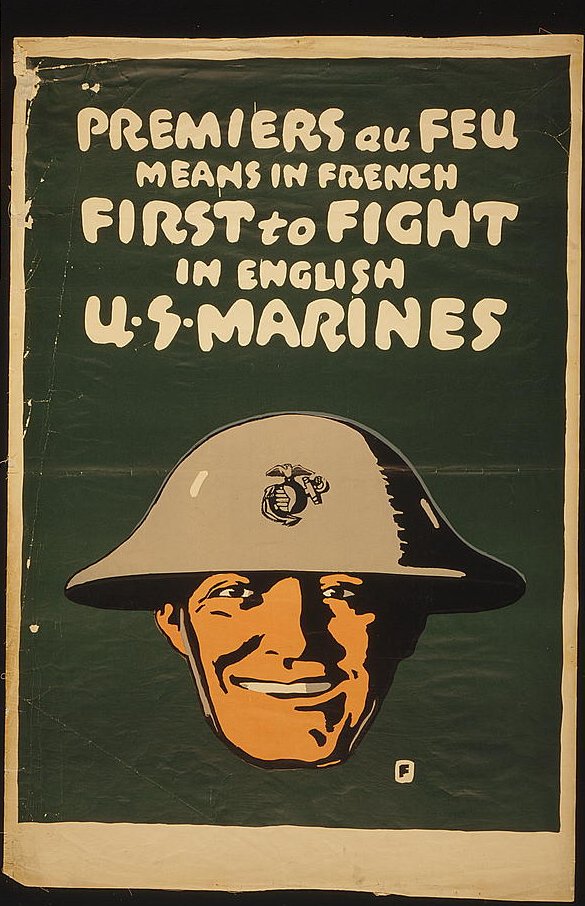 PREMIERS au FEU
MEANS IN FRENCH
FIRST to FIGHT
IN ENGLISH
U·S·MARINES
F